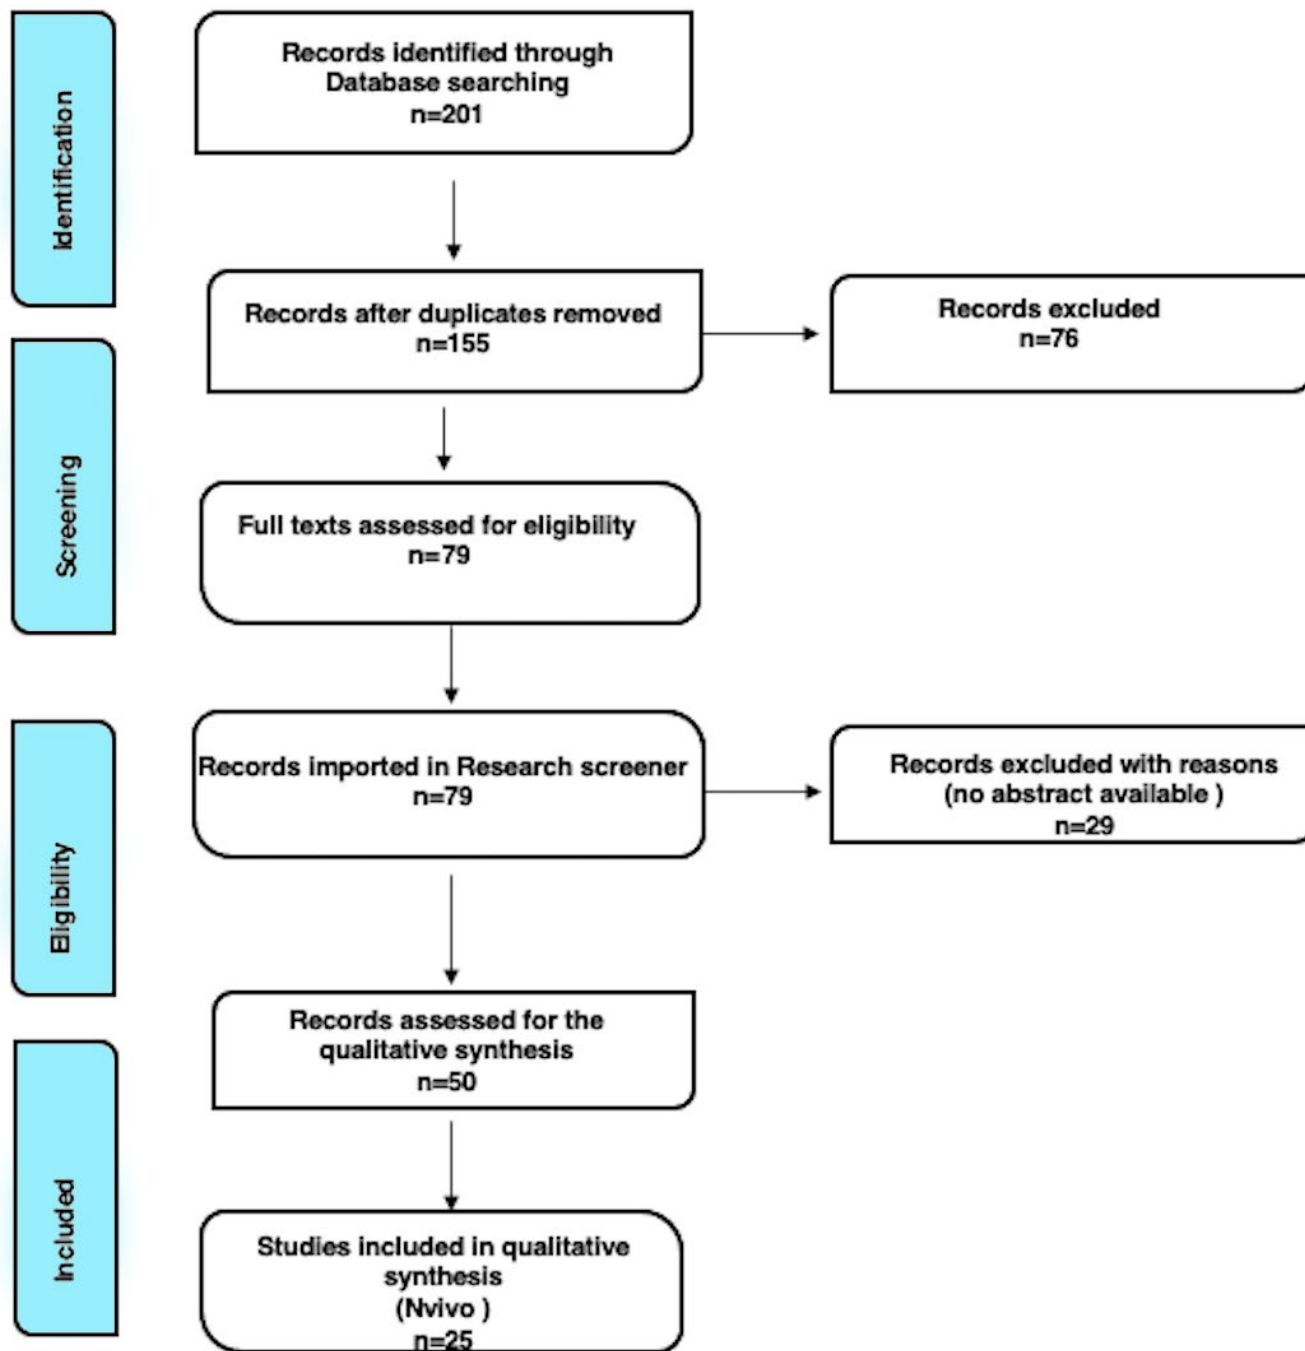 Identification
Records identified through
Database searching
n=201
Records after duplicates removed
n=155
Records excluded
n=76
Screening
Full texts assessed for eligibility
n=79
Eligibility
Records imported in Research screener
n=79
Records excluded with reasons
(no abstract available )
n=29
Records assessed for the
qualitative synthesis
n=50
Included
Studies included in qualitative
synthesis
(Nvivo )
n=25